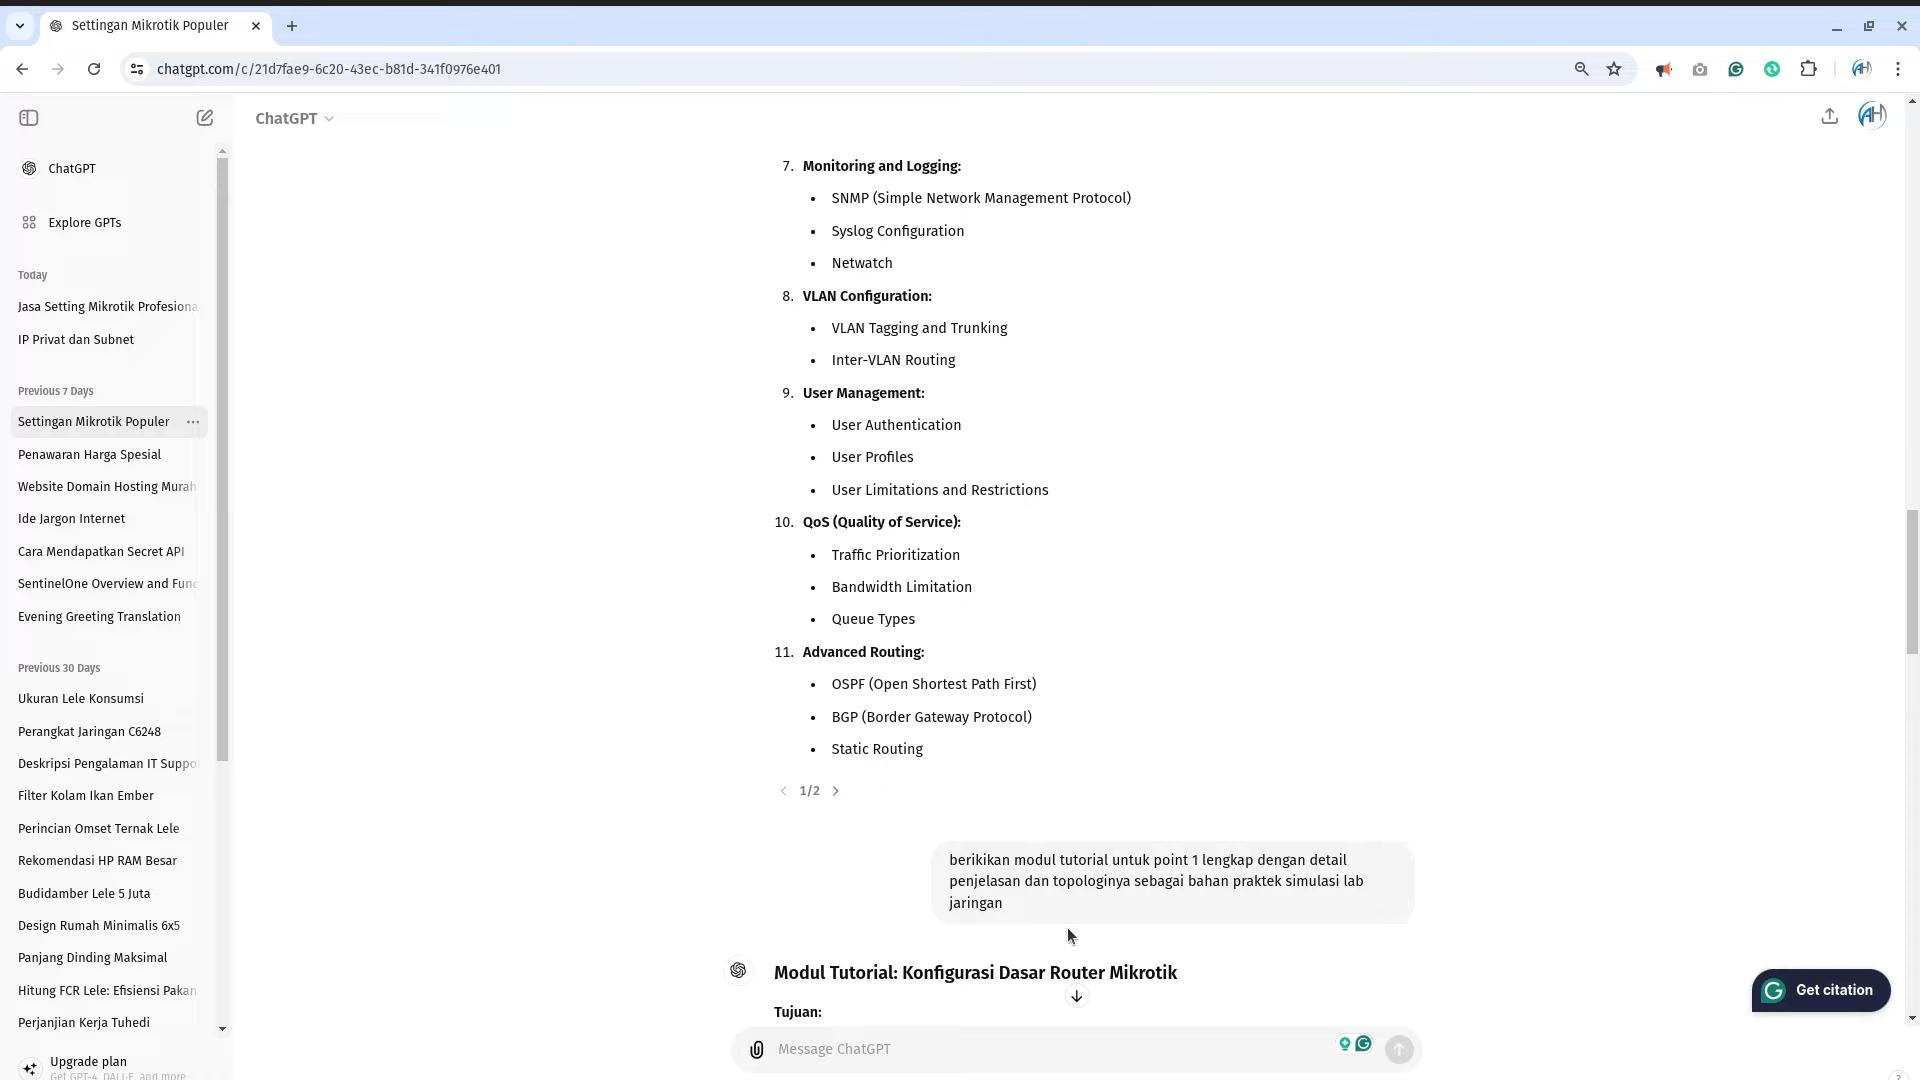 Settingan Mikrotik Populer
chatgpt.com/c/21d7fae9-6c20-43ec-b81d-341f0976e401
ChatGPT
ChatGPT
Explore GPTs
Today
Jasa Setting Mikrotik Profesiona
IP Privat dan Subnet
Previous 7 Days
Settingan Mikrotik Populer
Penawaran Harga Spesial
Website Domain Hosting Murah
Ide Jargon Internet
Cara Mendapatkan Secret API
SentinelOne Overview and Func
Evening Greeting Translation
Previous 30 Days
Ukuran Lele Konsumsi
Perangkat Jaringan C6248
Deskripsi Pengalaman IT Suppo
Filter Kolam Ikan Ember
Perincian Omset Ternak Lele
Rekomendasi HP RAM Besar
Budidamber Lele 5 Juta
Design Rumah Minimalis 6x5
Panjang Dinding Maksimal
Hitung FCR Lele: Efisiensi Pakan
Perjanjian Kerja Tuhedi
Upgrade plan
Get GPT-4, DALL·E, and more
7. Monitoring and Logging:
• SNMP (Simple Network Management Protocol)
• Syslog Configuration
• Netwatch
8. VLAN Configuration:
• VLAN Tagging and Trunking
• Inter-VLAN Routing
9. User Management:
• User Authentication
• User Profiles
• User Limitations and Restrictions
10. QoS (Quality of Service):
• Traffic Prioritization
• Bandwidth Limitation
• Queue Types
11. Advanced Routing:
• OSPF (Open Shortest Path First)
• BGP (Border Gateway Protocol)
• Static Routing
1/2
berikikan modul tutorial untuk point 1 lengkap dengan detail
penjelasan dan topologinya sebagai bahan praktek simulasi lab
jaringan
Modul Tutorial: Konfigurasi Dasar Router Mikrotik
Tujuan:
Message ChatGPT
Get citation
AH
AH
?